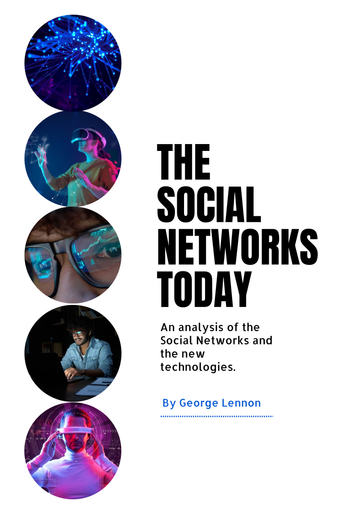 THE
SOCIAL
NETWORKS
TODAY
An analysis of the
Social Networks and
the new
technologies.
By George Lennon